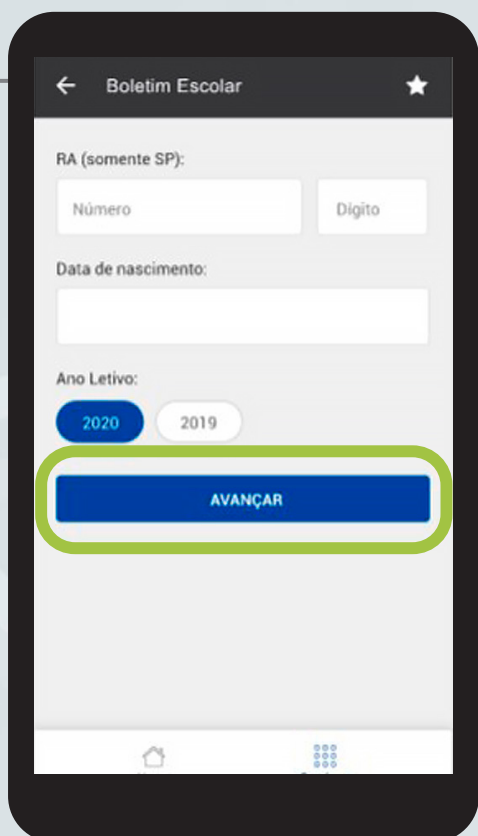 Boletim Escolar
RA (somente SP):
Número Dígito
Data de nascimento:
Ano Letivo:
2020 2019
AVANÇAR